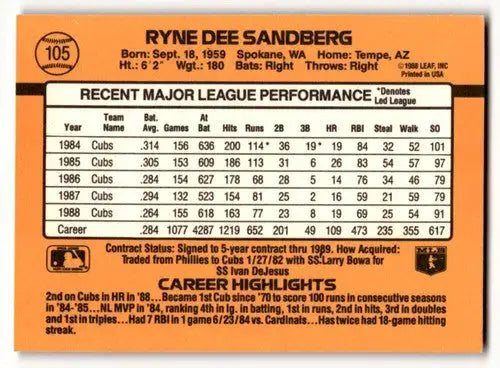 105
RYNE DEE SANDBERG
Born: Sept. 18, 1959 Spokane, WA Home: Tempe, AZ
Ht.: 6' 2" Wgt.: 180 Bats: Right Throws: Right
©1988 LEAF, INC
Printed in USA
RECENT MAJOR LEAGUE PERFORMANCE *Denotes Led League
Year Team Name Bat. Avg. Games At Bat Hits Runs 2B 3B HR RBI Steal Walk SO
1984 Cubs .314 156 636 200 114* 36 19* 19 84 32 52 101
1985 Cubs .305 153 609 186 113 31 6 26 83 54 57 97
1986 Cubs .284 154 627 178 68 28 5 14 76 34 46 79
1987 Cubs .294 132 523 154 81 25 2 16 59 21 59 79
1988 Cubs .264 155 618 163 77 23 8 19 69 25 54 91
Career .284 1077 4287 1219 652 201 49 109 473 235 355 617
Contract Status: Signed to 5-year contract thru 1989. How Acquired:
Traded from Phillies to Cubs 1/27/82 with SS Larry Bowa for
SS Ivan DeJesus
MLB
CAREER HIGHLIGHTS
2nd on Cubs in HR in '88...Became 1st Cub since '70 to score 100 runs in consecutive seasons
in '84-'85...NL MVP in '84, ranking 4th in lg. in batting, 1st in runs, 2nd in hits, 3rd in doubles
and 1st in triples...Had 7 RBI in 1 game 6/23/84 vs. Cardinals...Has twice had 18-game hitting
streak.